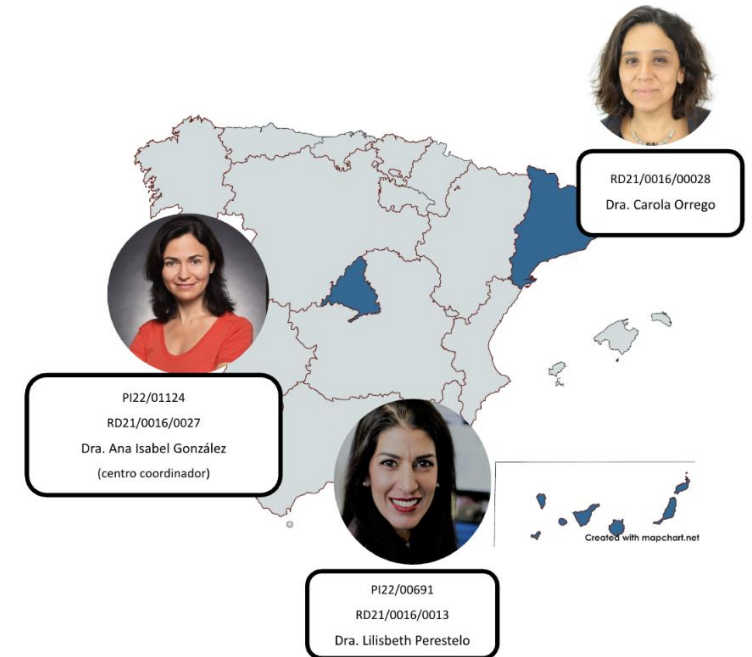 RD21/0016/00028
Dra. Carola Orrego
PI22/01124
RD21/0016/0027
Dra. Ana Isabel González
(centro coordinador)
Created with mapchart.net
PI22/00691
RD21/0016/0013
Dra. Lilisbeth Perestelo